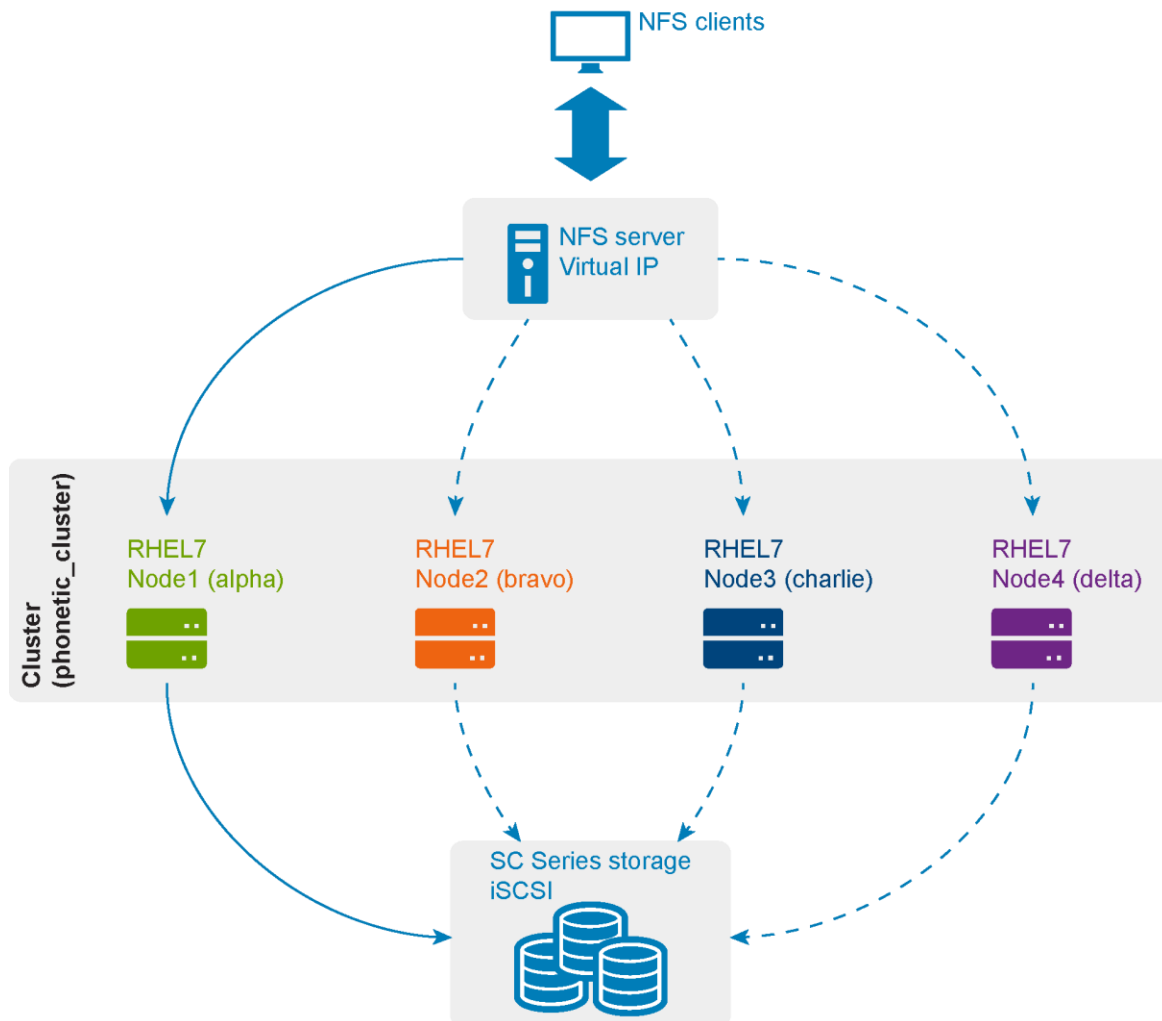 NFS clients
NFS server
Virtual IP
Cluster
(phonetic_cluster)
RHEL7
Node1 (alpha)
RHEL7
Node2 (bravo)
RHEL7
Node3 (charlie)
RHEL7
Node4 (delta)
SC Series storage
iSCSI